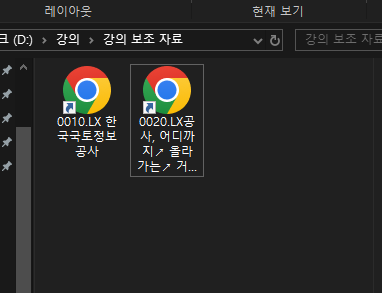 레이아웃 현재 보기
크 (D:) > 강의 > 강의 보조 자료 강의 보조 자료
0010.LX 한
국국토정보
공사
0020.LX공
사, 어디까
지↗ 올라
가는↗ 거...